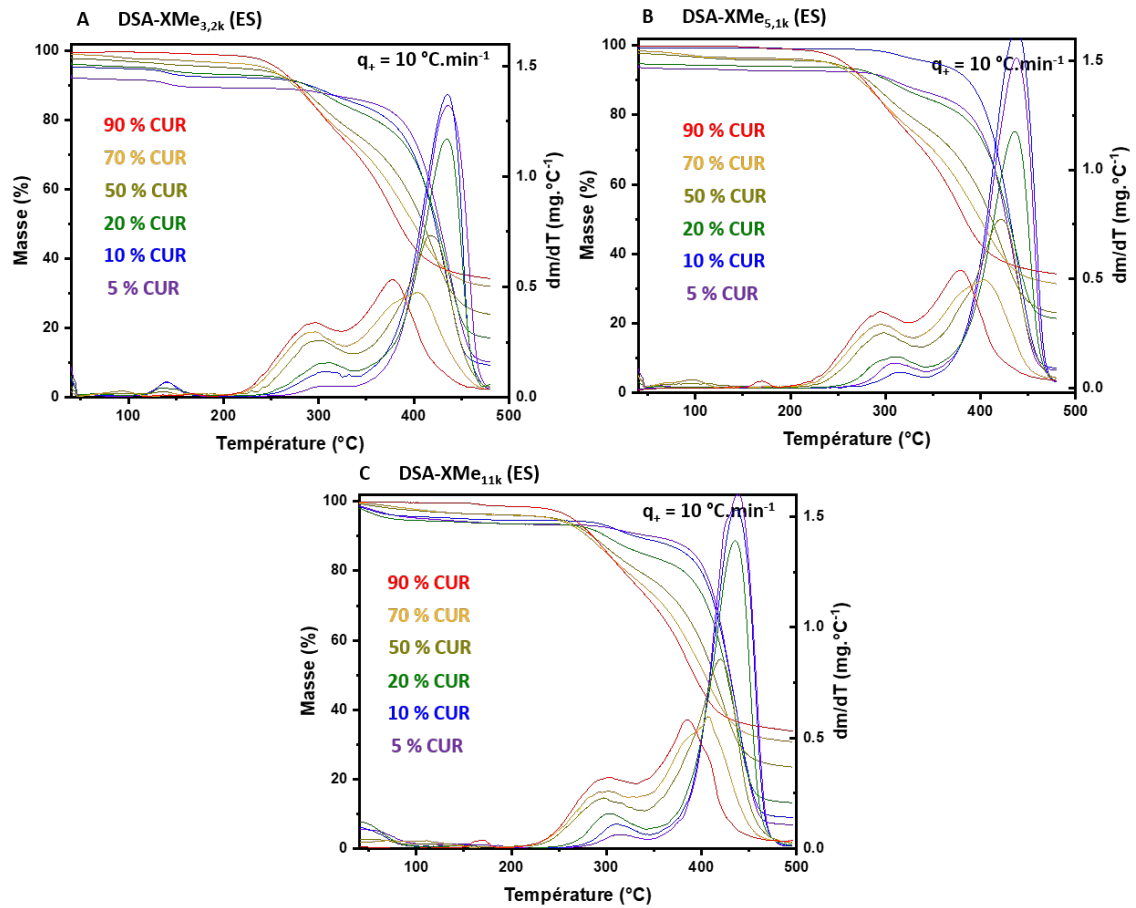 A DSA-XMe3,2k (ES)
q+ = 10 °C.min-1
90 % CUR
70 % CUR
50 % CUR
20 % CUR
10 % CUR
5 % CUR
Masse (%)
100
80
60
40
20
0
dm/dT (mg.°C-1)
1.5
1.0
0.5
0.0
100 200 300 400 500
Température (°C)
B DSA-XMe5,1k (ES)
q+ = 10 °C.min-1
90 % CUR
70 % CUR
50 % CUR
20 % CUR
10 % CUR
5 % CUR
Masse (%)
100
80
60
40
20
0
dm/dT (mg.°C-1)
1.5
1.0
0.5
0.0
100 200 300 400 500
Température (°C)
C DSA-XMe11k (ES)
q+ = 10 °C.min-1
90 % CUR
70 % CUR
50 % CUR
20 % CUR
10 % CUR
5 % CUR
Masse (%)
100
80
60
40
20
0
dm/dT (mg.°C-1)
1.5
1.0
0.5
0.0
100 200 300 400 500
Température (°C)